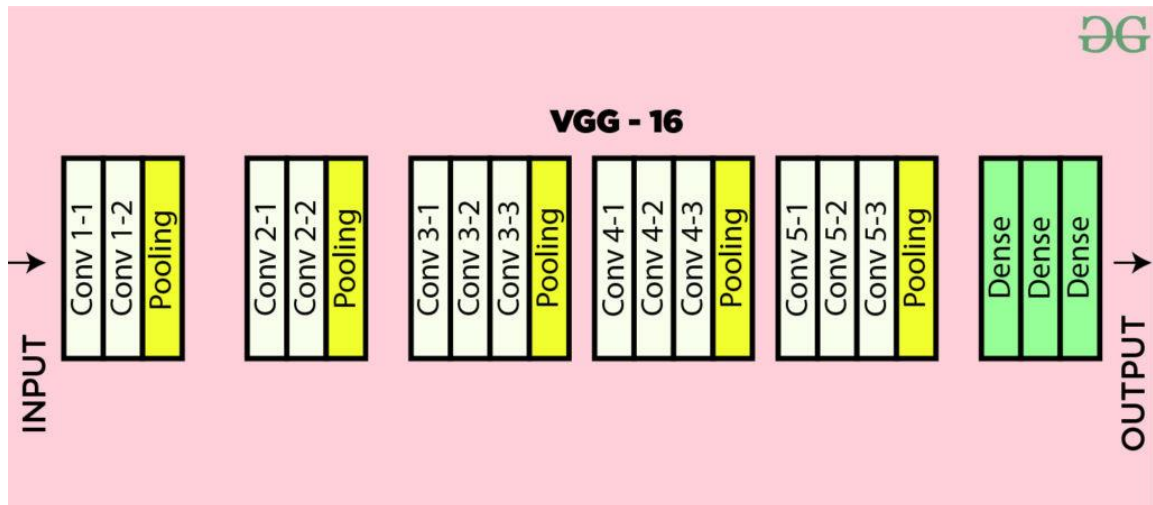 VGG - 16
INPUT
Conv 1-1
Conv 1-2
Pooling
Conv 2-1
Conv 2-2
Pooling
Conv 3-1
Conv 3-2
Conv 3-3
Pooling
Conv 4-1
Conv 4-2
Conv 4-3
Pooling
Conv 5-1
Conv 5-2
Conv 5-3
Pooling
Dense
Dense
Dense
OUTPUT